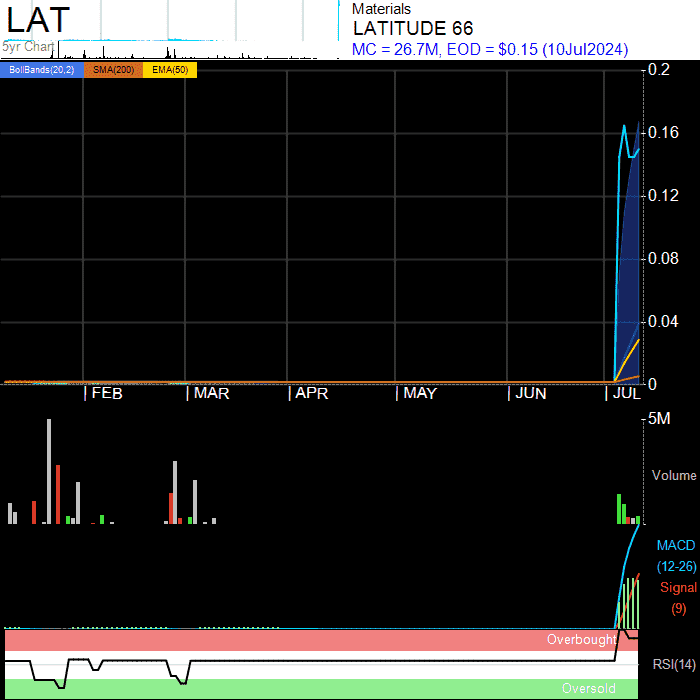 LAT
Materials
LATITUDE 66
MC = 26.7M, EOD = $0.15 (10Jul2024)
5yr Chart
BollBands(20,2) SMA(200) EMA(50)
0.2
0.16
0.12
0.08
0.04
0
FEB MAR APR MAY JUN JUL
5M
Volume
MACD
(12-26)
Signal
(9)
Overbought
RSI(14)
Oversold